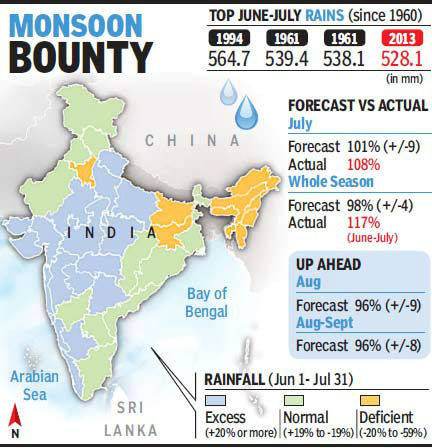 MONSOON
BOUNTY
TOP JUNE-JULY RAINS (since 1960)
1994 1961 1961 2013
564.7 539.4 538.1 528.1
(in mm)
CHINA
FORECAST VS ACTUAL
July
Forecast 101% (+/-9)
Actual 108%
Whole Season
Forecast 98% (+/-4)
Actual 117%
(June-July)
INDIA
UP AHEAD
Aug
Forecast 96% (+/-9)
Aug-Sept
Forecast 96% (+/-8)
Bay of
Bengal
Arabian
Sea
SRI
LANKA
N
RAINFALL (Jun 1- Jul 31)
Excess Normal Deficient
(+20% or more) (+19% to -19%) (-20% to -59%)